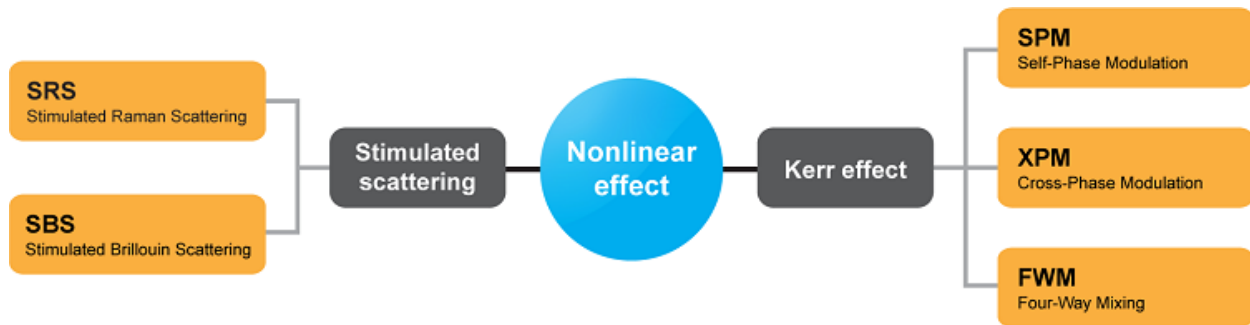 SRS
Stimulated Raman Scattering
SBS
Stimulated Brillouin Scattering
Stimulated
scattering
Nonlinear
effect
Kerr effect
SPM
Self-Phase Modulation
XPM
Cross-Phase Modulation
FWM
Four-Way Mixing